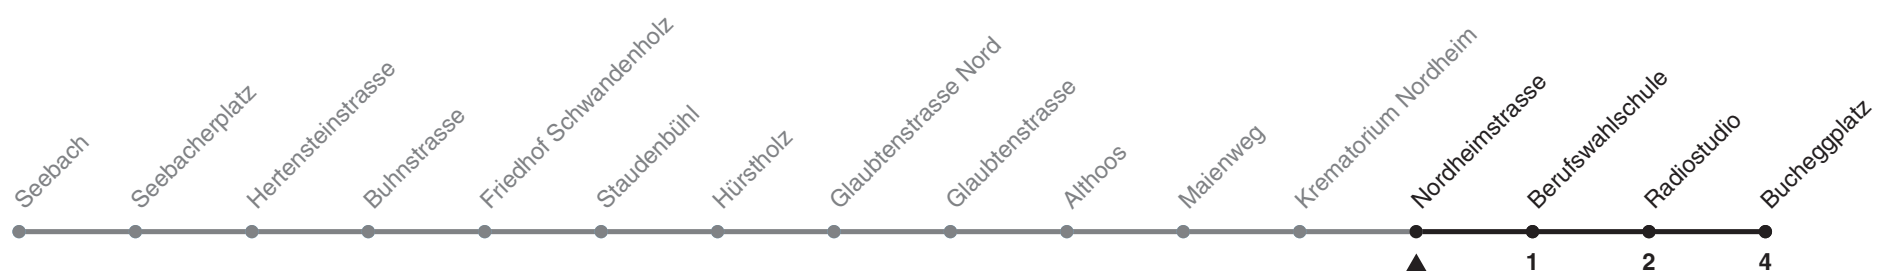 Seebach
Seebacherplatz
Hertensteinstrasse
Buhnstrasse
Friedhof Schwandenholz
Staudenbühl
Hürstholz
Glaubtenstrasse Nord
Glaubtenstrasse
Althoos
Maienweg
Krematorium Nordheim
Nordheimstrasse
Berufswahlschule
Radiostudio
Bucheggplatz
1 2 4